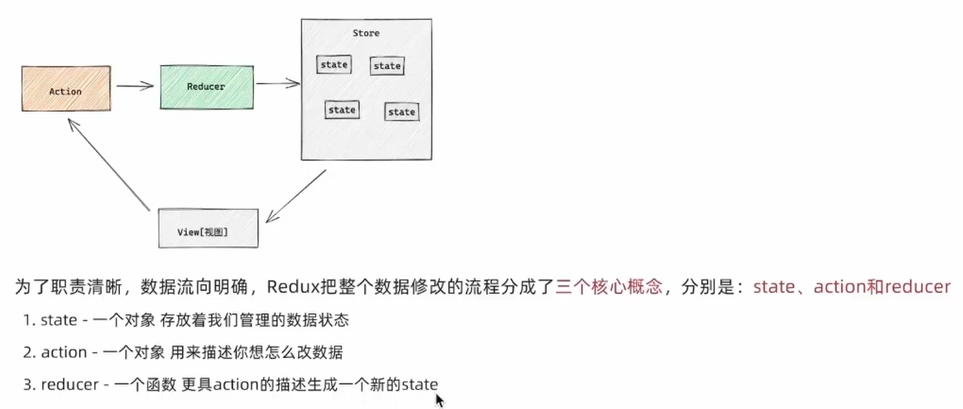 Store
state
state
Action
Reducer
state
state
View[视图]
为了职责清晰，数据流向明确，Redux把整个数据修改的流程分成了三个核心概念，分别是：state、action和reducer
1. state - 一个对象 存放着我们管理的数据状态
2. action - 一个对象 用来描述你想怎么改数据
3. reducer - 一个函数 更具action的描述生成一个新的state